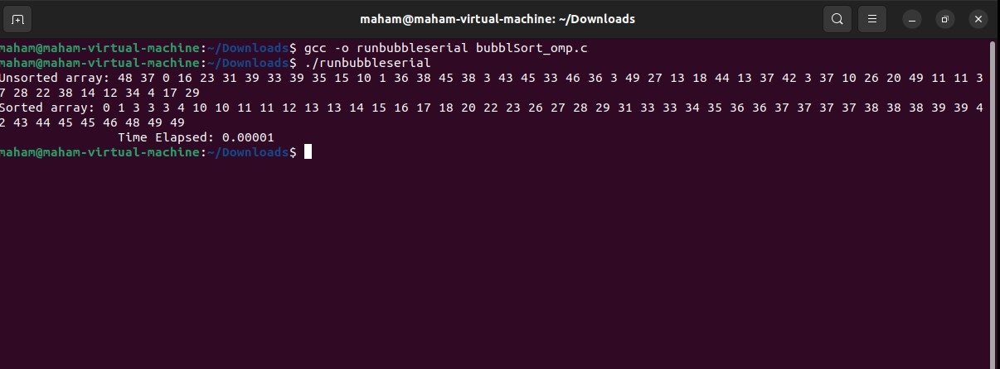 maham@maham-virtual-machine: ~/Downloads
maham@maham-virtual-machine:~/Downloads$ gcc -o runbubbleserial bubblSort_omp.c
maham@maham-virtual-machine:~/Downloads$ ./runbubbleserial
Unsorted array: 48 37 0 16 23 31 39 33 39 35 15 10 1 36 38 45 38 3 43 45 33 46 36 3 49 27 13 18 44 13 37 42 3 37 10 26 20 49 11 11 3
7 28 22 38 14 12 34 4 17 29
Sorted array: 0 1 3 3 3 4 10 10 11 11 12 13 13 14 15 16 17 18 20 22 23 26 27 28 29 31 33 33 34 35 36 36 37 37 37 37 38 38 38 39 39 4
2 43 44 45 45 46 48 49 49
Time Elapsed: 0.00001
maham@maham-virtual-machine:~/Downloads$